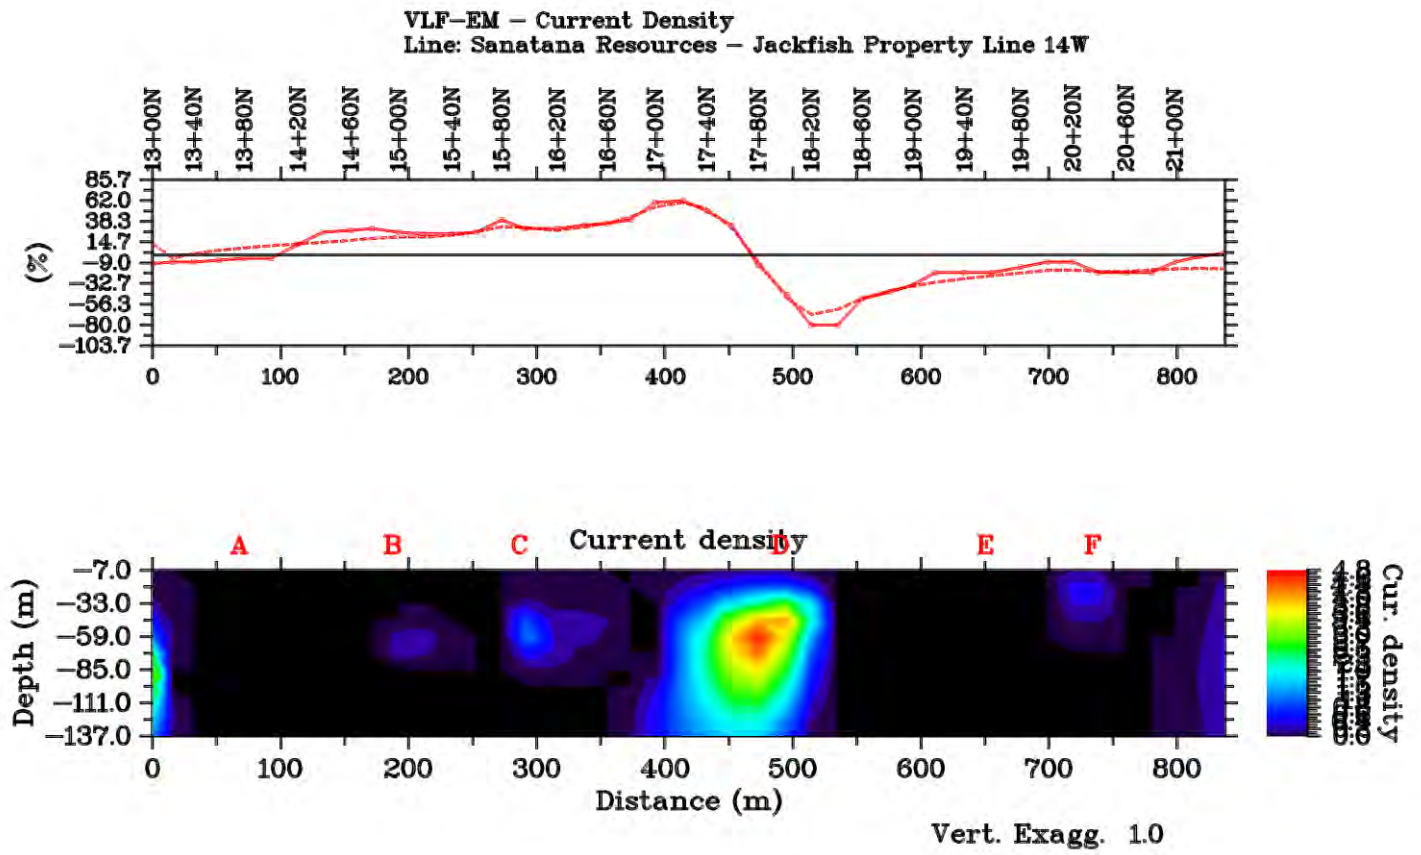 VLF-EM - Current Density
Line: Sanatana Resources - Jackfish Property Line 14W
13+00N 13+40N 13+80N 14+20N 14+60N 15+00N 15+40N 15+80N 16+20N 16+60N 17+00N 17+40N 17+80N 18+20N 18+60N 19+00N 19+40N 19+80N 20+20N 20+60N 21+00N
85.7
62.0
38.3
14.7
-9.0
-32.7
-56.3
-80.0
-103.7
(%)
0 100 200 300 400 500 600 700 800
A B C Current density D E F
-7.0
-33.0
-59.0
-85.0
-111.0
-137.0
Depth (m)
0 100 200 300 400 500 600 700 800
Distance (m)
4.8
Cur. density
Vert. Exagg. 1.0